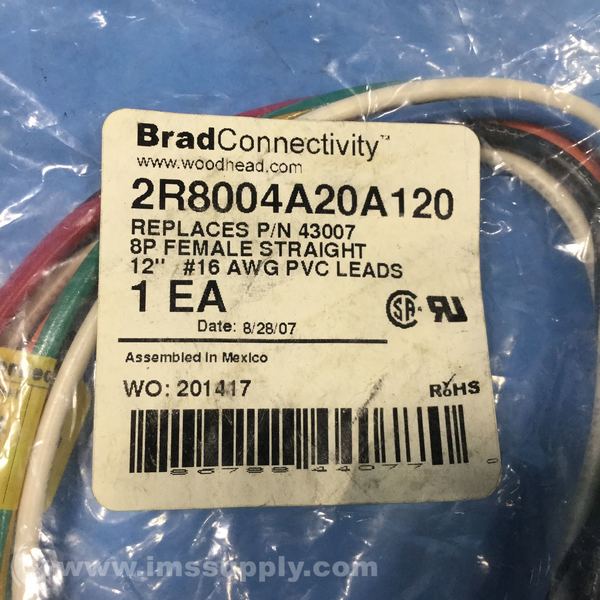 BradConnectivity™
www.woodhead.com
2R8004A20A120
REPLACES P/N 43007
8P FEMALE STRAIGHT
12" #16 AWG PVC LEADS
1 EA
Date: 8/28/07
Assembled in Mexico
WO: 201417
RoHS
www.imssupply.com